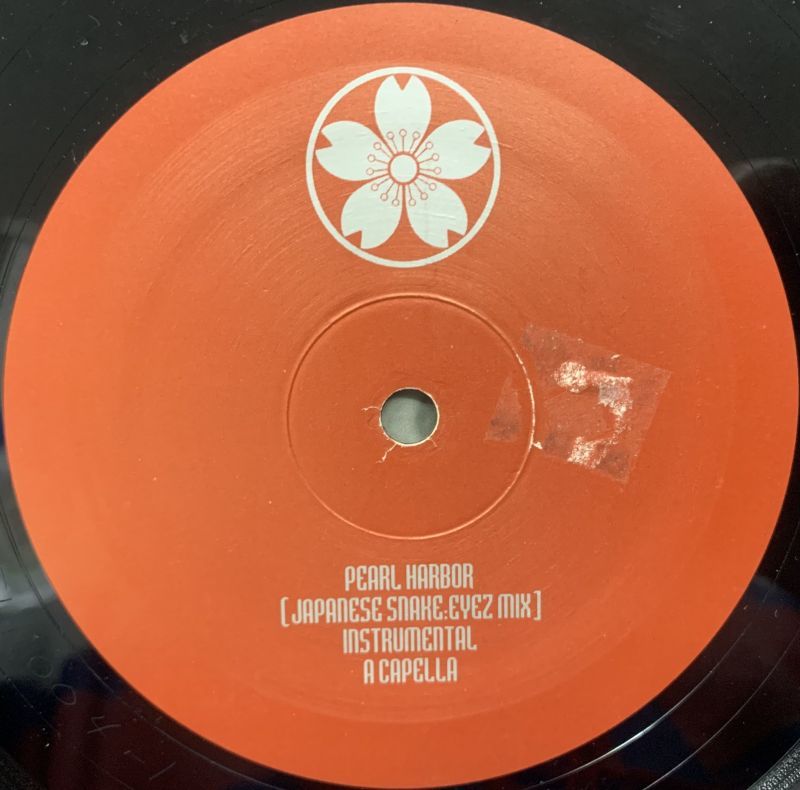 PEARL HARBOR
[JAPANESE SNAKE:EYEZ MIX]
INSTRUMENTAL
A CAPELLA